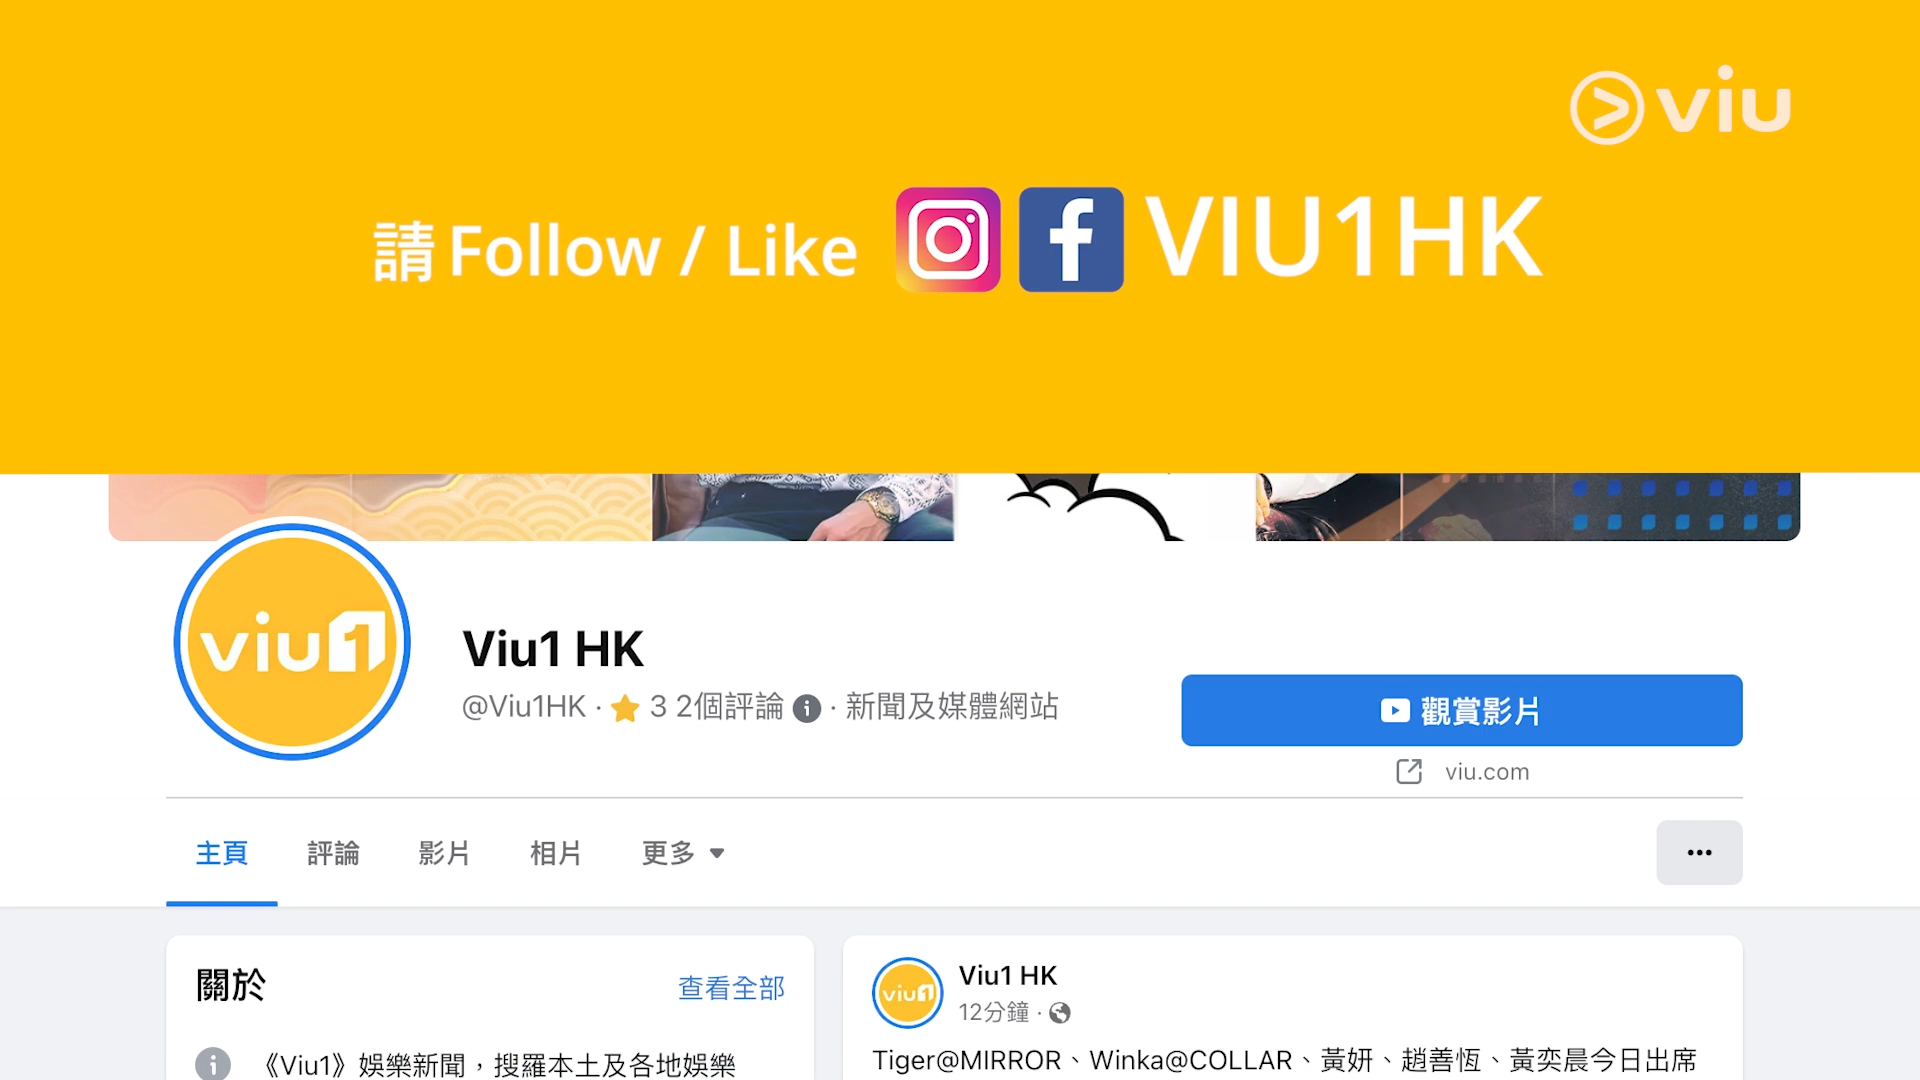 viu
請 Follow / Like VIU1HK
viu1
Viu1 HK
@Viu1HK · 3 2個評論 · 新聞及媒體網站
觀賞影片
viu.com
主頁 評論 影片 相片 更多
關於 查看全部
《Viu1》娛樂新聞,搜羅本土及各地娛樂
viu1
Viu1 HK
12分鐘 ·
Tiger@MIRROR、Winka@COLLAR、黃妍、趙善恆、黃奕晨今日出席